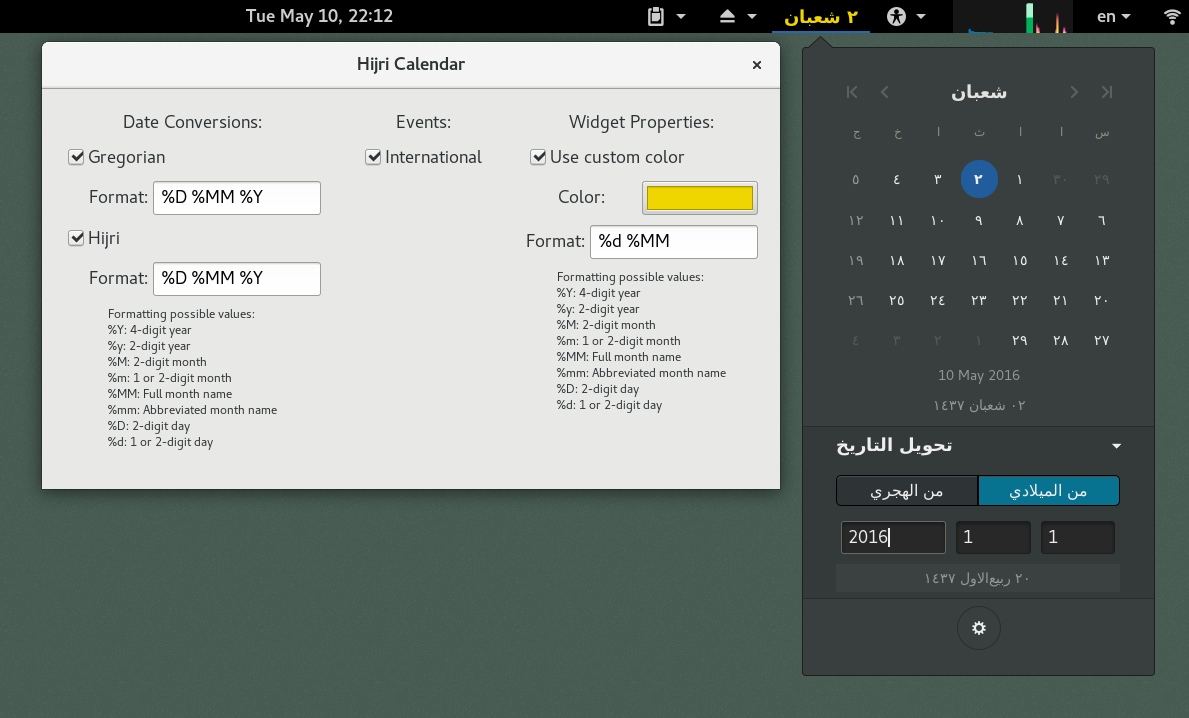 Tue May 10, 22:12
٢ شعبان
en
Hijri Calendar
Date Conversions:
Gregorian
Format: %D %MM %Y
Hijri
Format: %D %MM %Y
Formatting possible values:
%Y: 4-digit year
%y: 2-digit year
%M: 2-digit month
%m: 1 or 2-digit month
%MM: Full month name
%mm: Abbreviated month name
%D: 2-digit day
%d: 1 or 2-digit day
Events:
International
Widget Properties:
Use custom color
Color:
Format: %d %MM
Formatting possible values:
%Y: 4-digit year
%y: 2-digit year
%M: 2-digit month
%m: 1 or 2-digit month
%MM: Full month name
%mm: Abbreviated month name
%D: 2-digit day
%d: 1 or 2-digit day
شعبان
س ا ا ث ا خ ج
٢٩ ٣٠ ١ ٢ ٣ ٤ ٥
٦ ٧ ٨ ٩ ١٠ ١١ ١٢
١٣ ١٤ ١٥ ١٦ ١٧ ١٨ ١٩
٢٠ ٢١ ٢٢ ٢٣ ٢٤ ٢٥ ٢٦
٢٧ ٢٨ ٢٩ ١ ٢ ٣ ٤
10 May 2016
٠٢ شعبان ١٤٣٧
تحويل التاريخ
من الميلادي
من الهجري
2016 1 1
٢٠ ربيع‌الاول ١٤٣٧